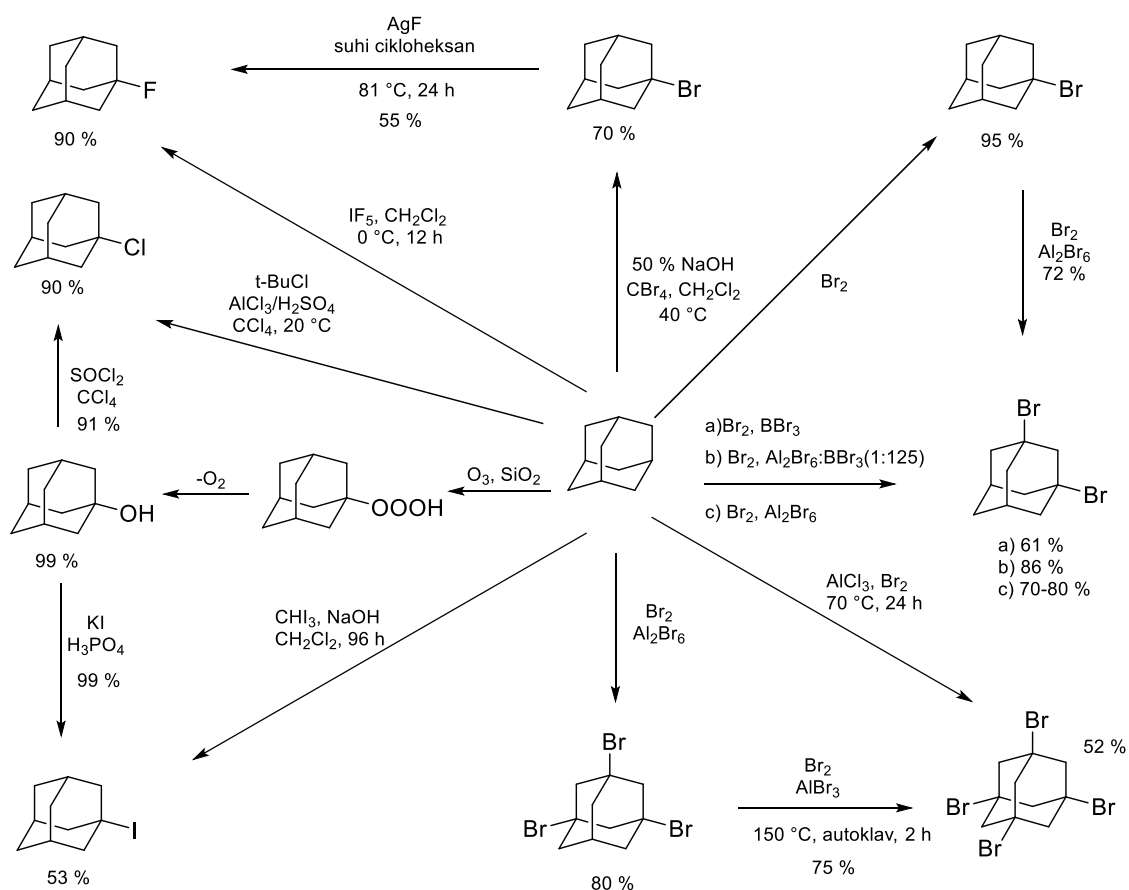 AgF
suhi cikloheksan
81 °C, 24 h
55 %
F
90 %
Br
70 %
Br
95 %
IF₅, CH₂Cl₂
0 °C, 12 h
Cl
90 %
t-BuCl
AlCl₃/H₂SO₄
CCl₄, 20 °C
50 % NaOH
CBr₄, CH₂Cl₂
40 °C
Br₂
Br₂
Al₂Br₆
72 %
SOCl₂
CCl₄
91 %
a)Br₂, BBr₃
b) Br₂, Al₂Br₆:BBr₃(1:125)
c) Br₂, Al₂Br₆
Br
Br
a) 61 %
b) 86 %
c) 70-80 %
O₃, SiO₂
OOOH
-O₂
OH
99 %
KI
H₃PO₄
99 %
CHI₃, NaOH
CH₂Cl₂, 96 h
Br₂
Al₂Br₆
AlCl₃, Br₂
70 °C, 24 h
I
53 %
Br
Br
Br
80 %
Br₂
AlBr₃
150 °C, autoklav, 2 h
75 %
Br
52 %
Br
Br
Br